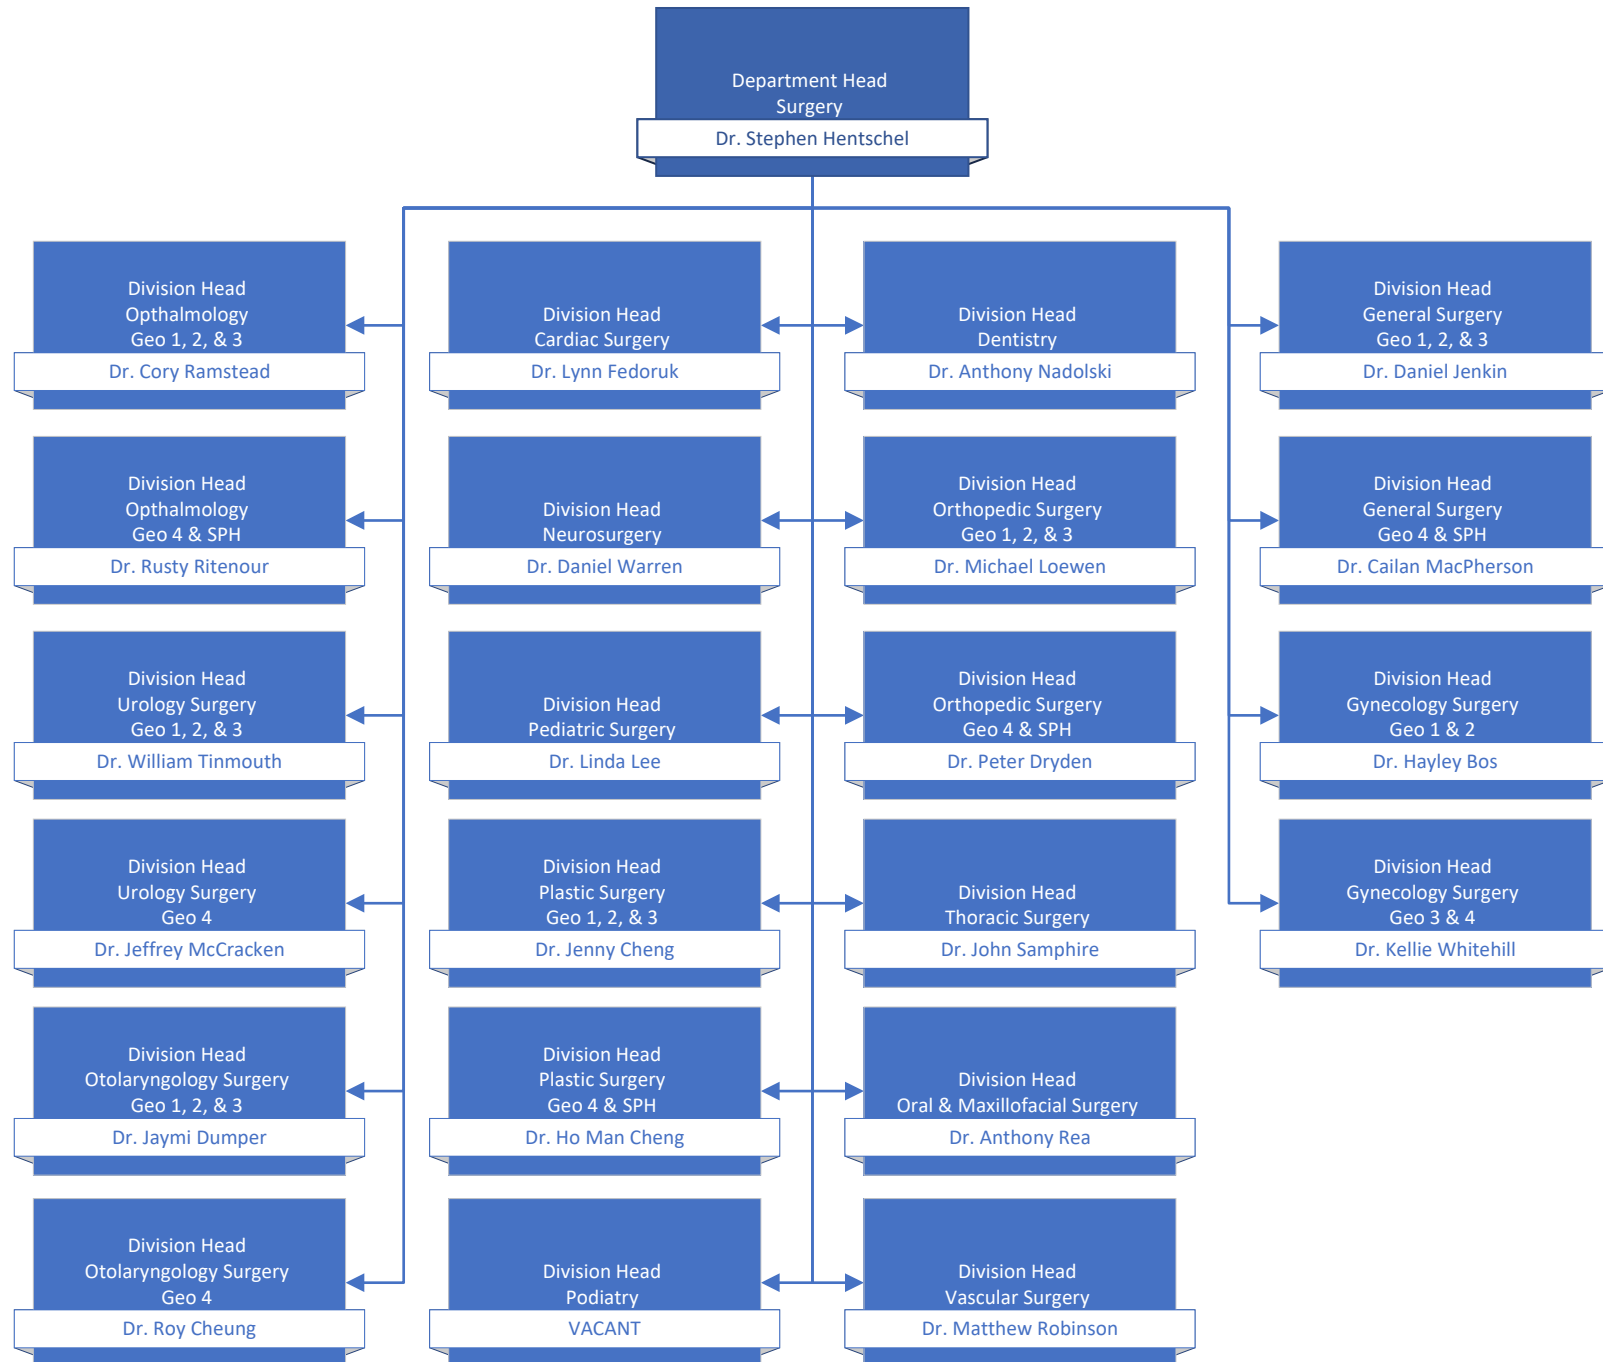 Department Head
Surgery
Dr. Stephen Hentschel
Division Head
Opthalmology
Geo 1, 2, & 3
Dr. Cory Ramstead
Division Head
Cardiac Surgery
Dr. Lynn Fedoruk
Division Head
Dentistry
Dr. Anthony Nadolski
Division Head
General Surgery
Geo 1, 2, & 3
Dr. Daniel Jenkin
Division Head
Opthalmology
Geo 4 & SPH
Dr. Rusty Ritenour
Division Head
Neurosurgery
Dr. Daniel Warren
Division Head
Orthopedic Surgery
Geo 1, 2, & 3
Dr. Michael Loewen
Division Head
General Surgery
Geo 4 & SPH
Dr. Cailan MacPherson
Division Head
Urology Surgery
Geo 1, 2, & 3
Dr. William Tinmouth
Division Head
Pediatric Surgery
Dr. Linda Lee
Division Head
Orthopedic Surgery
Geo 4 & SPH
Dr. Peter Dryden
Division Head
Gynecology Surgery
Geo 1 & 2
Dr. Hayley Bos
Division Head
Urology Surgery
Geo 4
Dr. Jeffrey McCracken
Division Head
Plastic Surgery
Geo 1, 2, & 3
Dr. Jenny Cheng
Division Head
Thoracic Surgery
Dr. John Samphire
Division Head
Gynecology Surgery
Geo 3 & 4
Dr. Kellie Whitehill
Division Head
Otolaryngology Surgery
Geo 1, 2, & 3
Dr. Jaymi Dumper
Division Head
Plastic Surgery
Geo 4 & SPH
Dr. Ho Man Cheng
Division Head
Oral & Maxillofacial Surgery
Dr. Anthony Rea
Division Head
Otolaryngology Surgery
Geo 4
Dr. Roy Cheung
Division Head
Podiatry
VACANT
Division Head
Vascular Surgery
Dr. Matthew Robinson